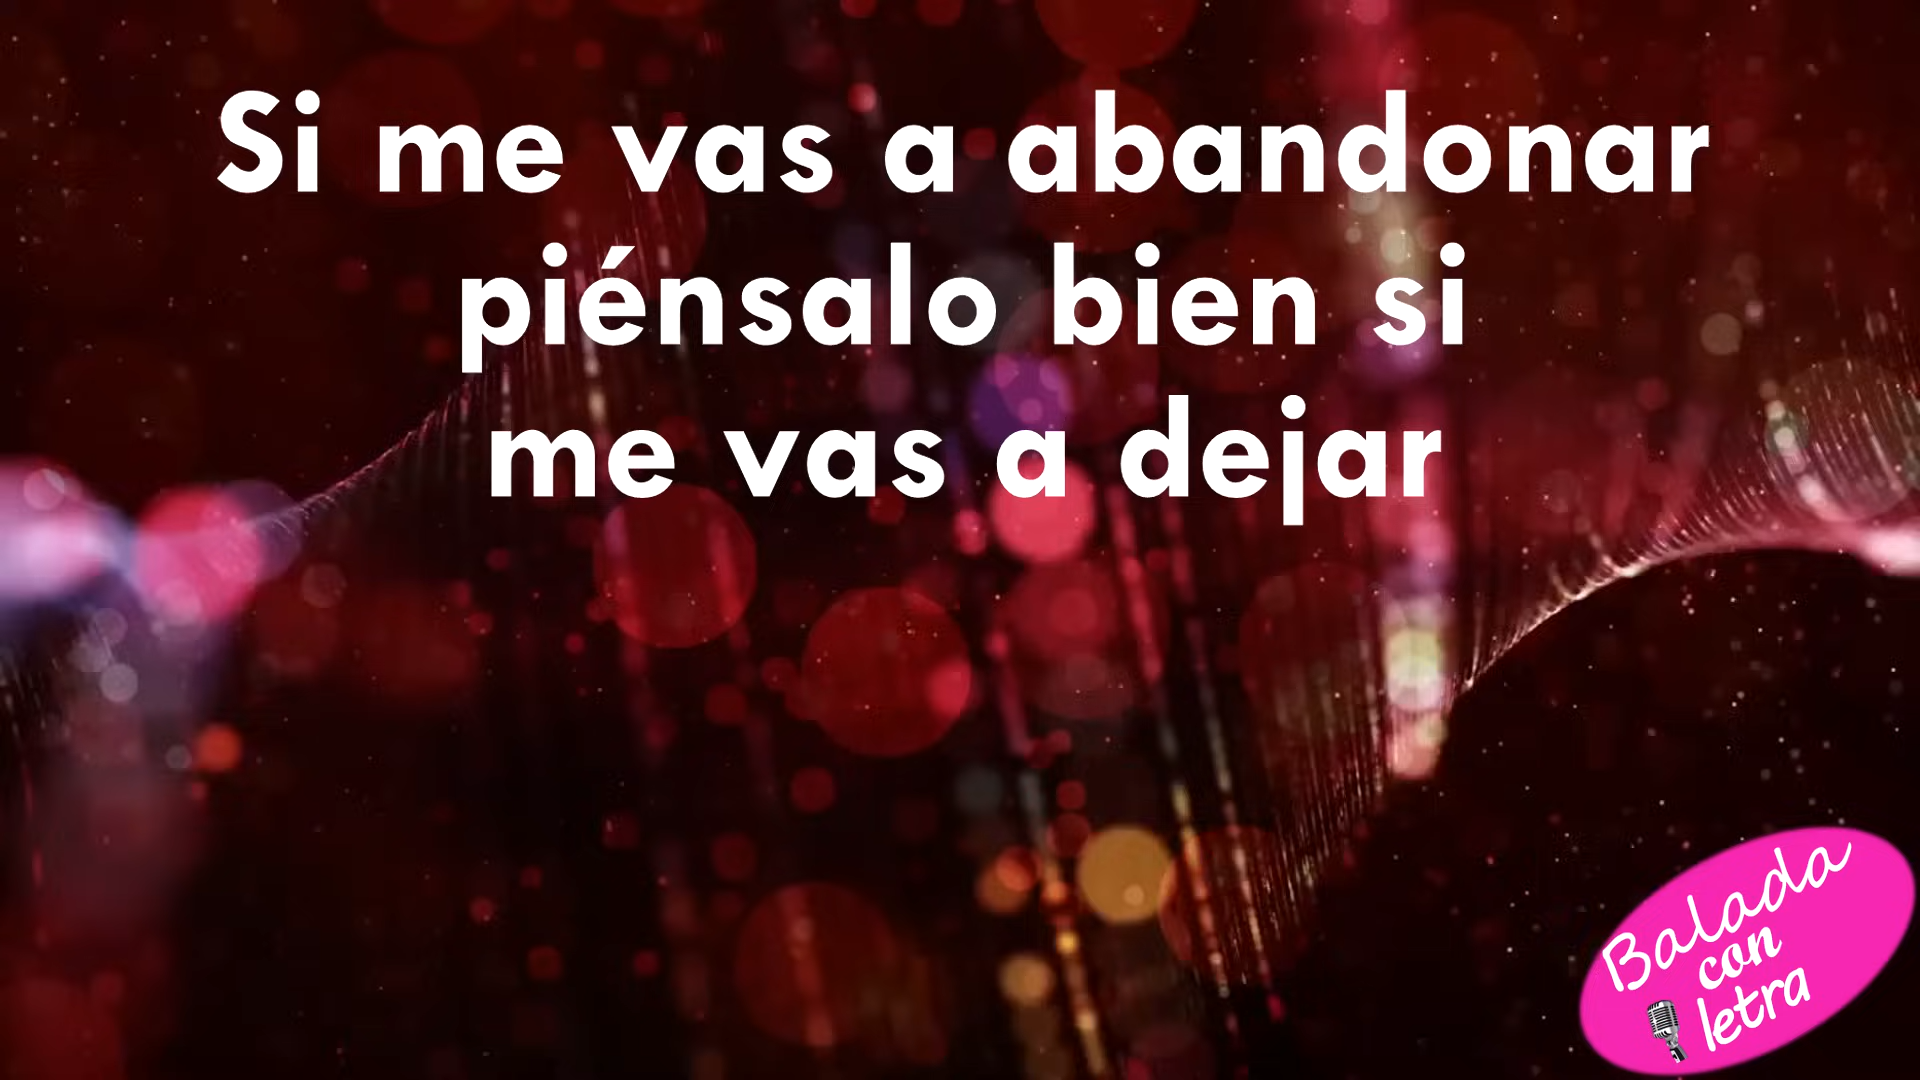 Si me vas a abandonar
piénsalo bien si
me vas a dejar
Balada
con
letra